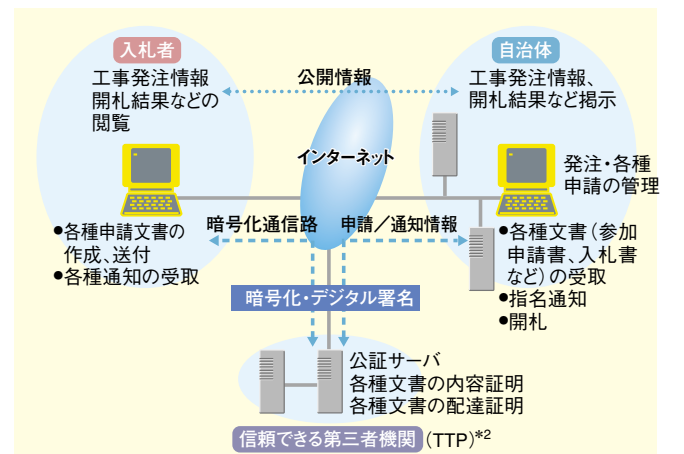 入札者
工事発注情報
開札結果などの
閲覧
公開情報
自治体
工事発注情報、
開札結果など掲示
インターネット
発注・各種
申請の管理
暗号化通信路
申請／通知情報
●各種申請文書の
作成、送付
●各種通知の受取
●各種文書（参加
申請書、入札書
など）の受取
●指名通知
●開札
暗号化・デジタル署名
公証サーバ
各種文書の内容証明
各種文書の配達証明
信頼できる第三者機関（TTP）*2